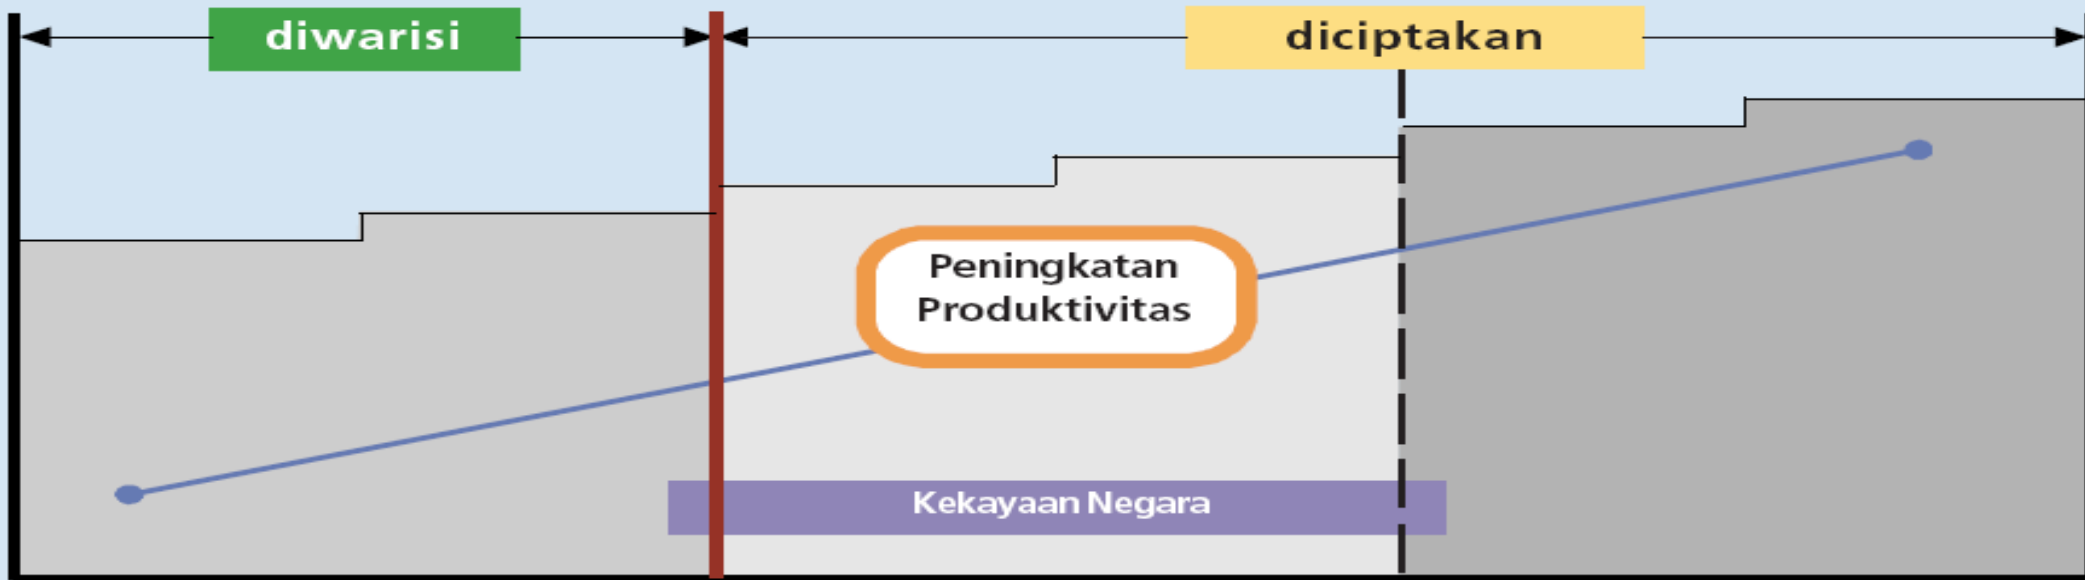 diwarisi
diciptakan
Peningkatan
Produktivitas
Kekayaan Negara